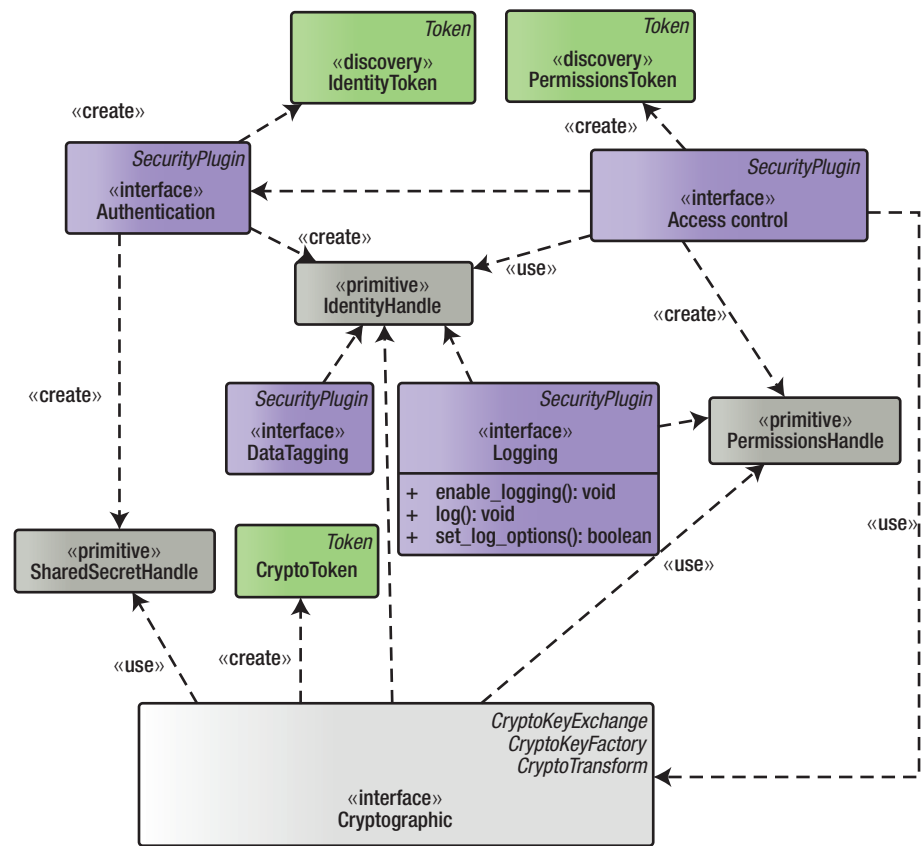 Token
«discovery»
IdentityToken
Token
«discovery»
PermissionsToken
«create»
«create»
SecurityPlugin
«interface»
Authentication
SecurityPlugin
«interface»
Access control
«create»
«use»
«primitive»
IdentityHandle
«create»
«create»
SecurityPlugin
«interface»
DataTagging
SecurityPlugin
«interface»
Logging
+ enable_logging(): void
+ log(): void
+ set_log_options(): boolean
«primitive»
PermissionsHandle
«use»
«primitive»
SharedSecretHandle
Token
CryptoToken
«use»
«use»
«create»
CryptoKeyExchange
CryptoKeyFactory
CryptoTransform
«interface»
Cryptographic